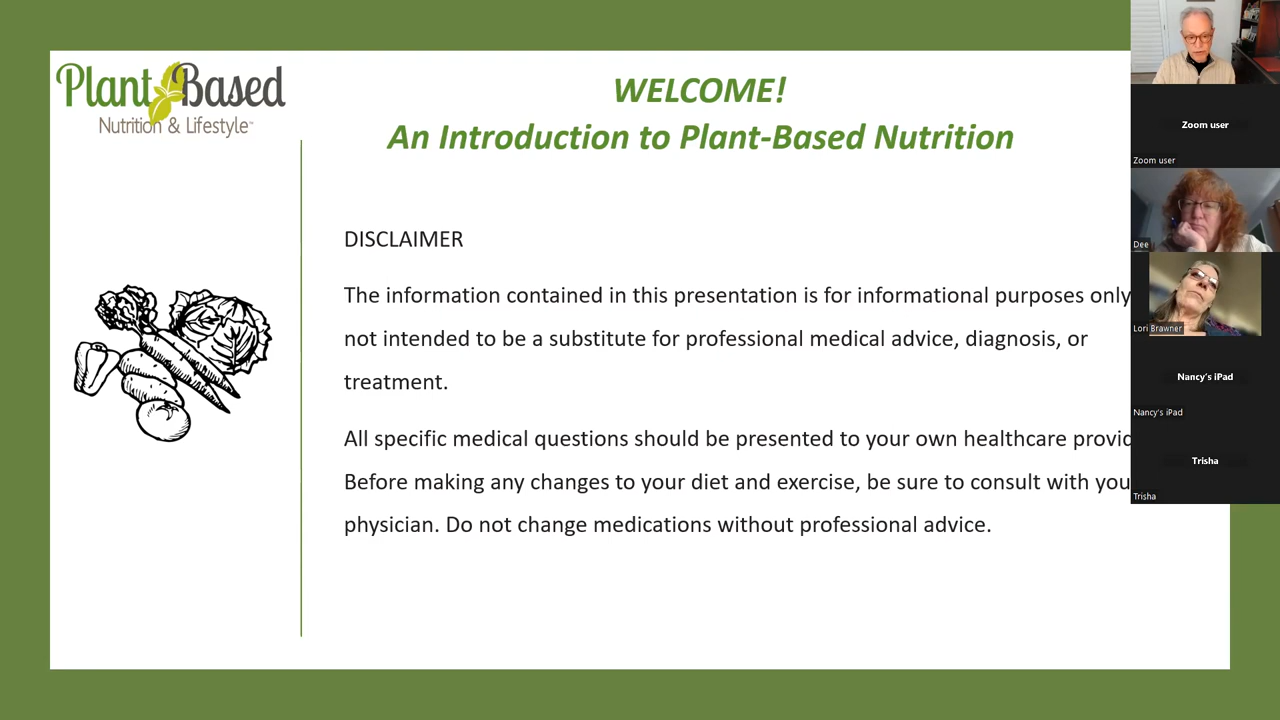 Plant Based
Nutrition & Lifestyle™
WELCOME!
An Introduction to Plant-Based Nutrition
DISCLAIMER
The information contained in this presentation is for informational purposes only
not intended to be a substitute for professional medical advice, diagnosis, or
treatment.
All specific medical questions should be presented to your own healthcare provid
Before making any changes to your diet and exercise, be sure to consult with you
physician. Do not change medications without professional advice.
Zoom user
Zoom user
Dee
Lori Brawner
Nancy's iPad
Nancy's iPad
Trisha
Trisha